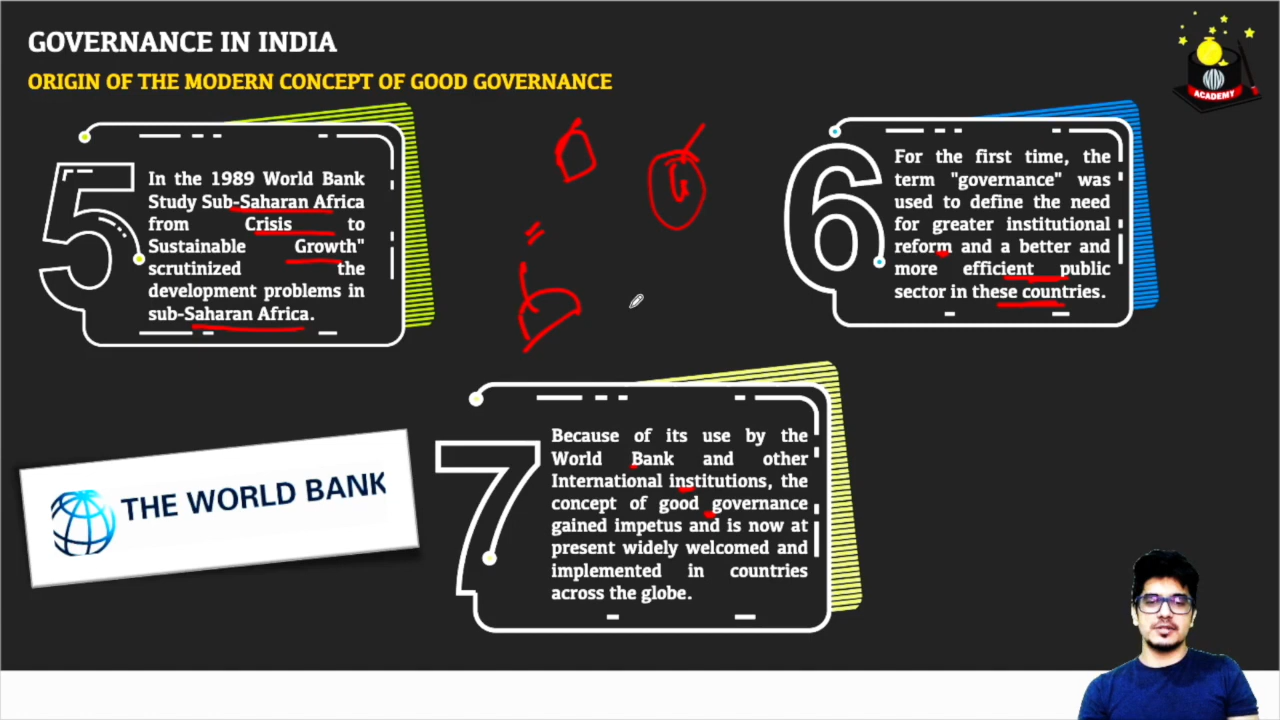 GOVERNANCE IN INDIA
ORIGIN OF THE MODERN CONCEPT OF GOOD GOVERNANCE
ACADEMY
5
In the 1989 World Bank
Study Sub-Saharan Africa
from Crisis to
Sustainable Growth"
scrutinized the
development problems in
sub-Saharan Africa.
6
For the first time, the
term "governance" was
used to define the need
for greater institutional
reform and a better and
more efficient public
sector in these countries.
7
Because of its use by the
World Bank and other
International institutions, the
concept of good governance
gained impetus and is now at
present widely welcomed and
implemented in countries
across the globe.
THE WORLD BANK